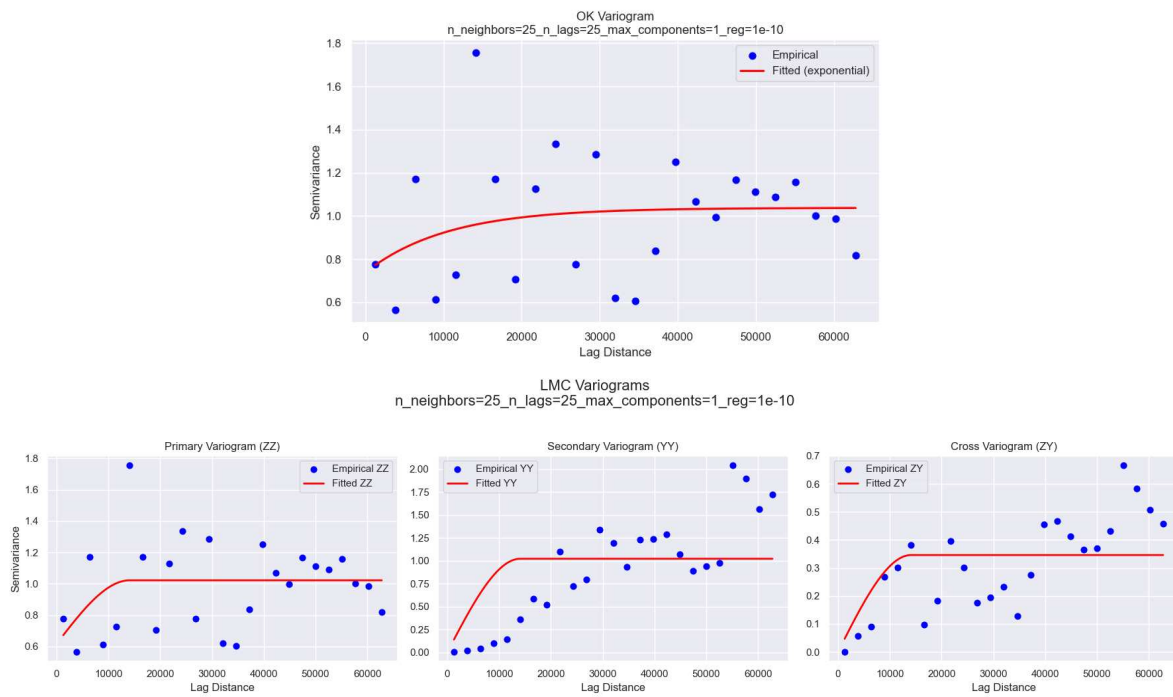 OK Variogram
n_neighbors=25_n_lags=25_max_components=1_reg=1e-10
1.8
1.6
1.4
1.2
1.0
0.8
0.6
Semivariance
Empirical
Fitted (exponential)
0 10000 20000 30000 40000 50000 60000
Lag Distance
LMC Variograms
n_neighbors=25_n_lags=25_max_components=1_reg=1e-10
Primary Variogram (ZZ)
1.8
1.6
1.4
1.2
1.0
0.8
0.6
Semivariance
Empirical ZZ
Fitted ZZ
0 10000 20000 30000 40000 50000 60000
Lag Distance
Secondary Variogram (YY)
2.00
1.75
1.50
1.25
1.00
0.75
0.50
0.25
0.00
Empirical YY
Fitted YY
0 10000 20000 30000 40000 50000 60000
Lag Distance
Cross Variogram (ZY)
0.7
0.6
0.5
0.4
0.3
0.2
0.1
0.0
Empirical ZY
Fitted ZY
0 10000 20000 30000 40000 50000 60000
Lag Distance